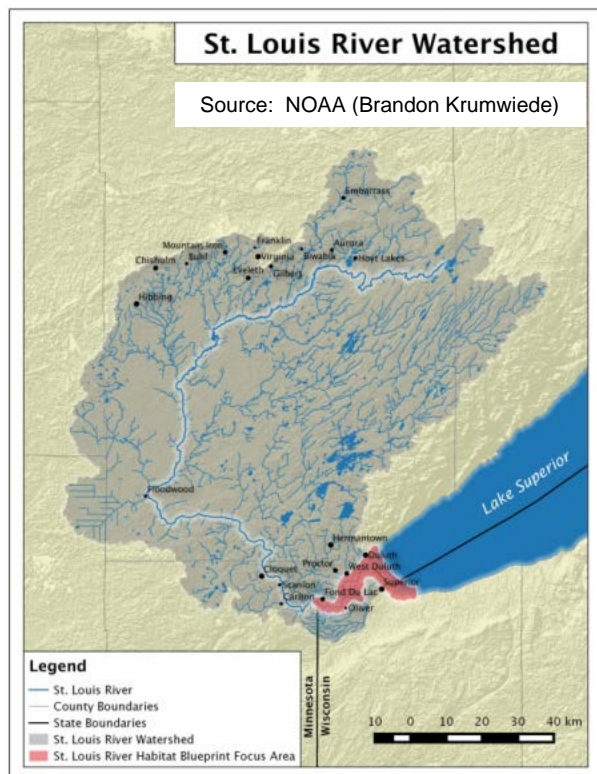 St. Louis River Watershed
Source: NOAA (Brandon Krumwiede)
Embarrass
Franklin
Mountain Iron
Virginia
Aurora
Buhl
Biwabik
Hoyt Lakes
Chisholm
Eveleth
Gilbert
Hibbing
Lake Superior
Floodwood
Hermantown
Duluth
Proctor
West Duluth
Cloquet
Scanlon
Superior
Fond Du Lac
Carlton
Oliver
Legend
St. Louis River
County Boundaries
State Boundaries
St. Louis River Watershed
St. Louis River Habitat Blueprint Focus Area
Minnesota
Wisconsin
10 0 10 20 30 40 km